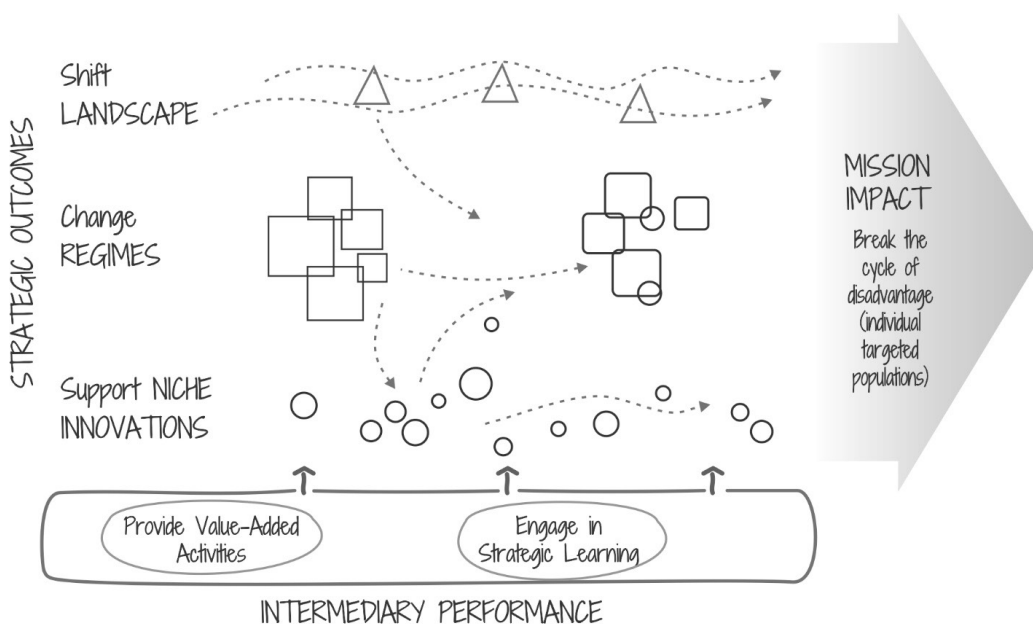 STRATEGIC OUTCOMES
Shift
LANDSCAPE
Change
REGIMES
Support NICHE
INNOVATIONS
MISSION
IMPACT
Break the
cycle of
disadvantage
(individual
targeted
populations)
Provide Value-Added
Activities
Engage in
Strategic Learning
INTERMEDIARY PERFORMANCE